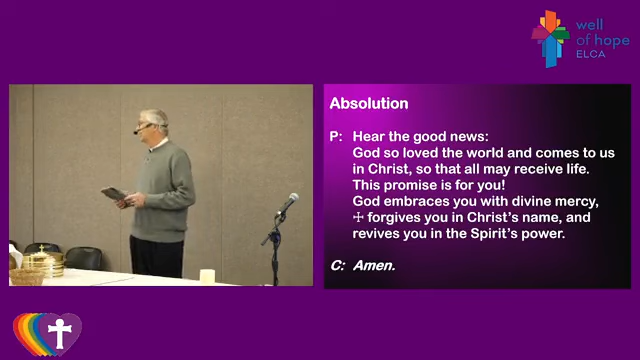 well
of hope
ELCA
Absolution
P: Hear the good news:
God so loved the world and comes to us
in Christ, so that all may receive life.
This promise is for you!
God embraces you with divine mercy,
☩ forgives you in Christ's name, and
revives you in the Spirit's power.
C: Amen.